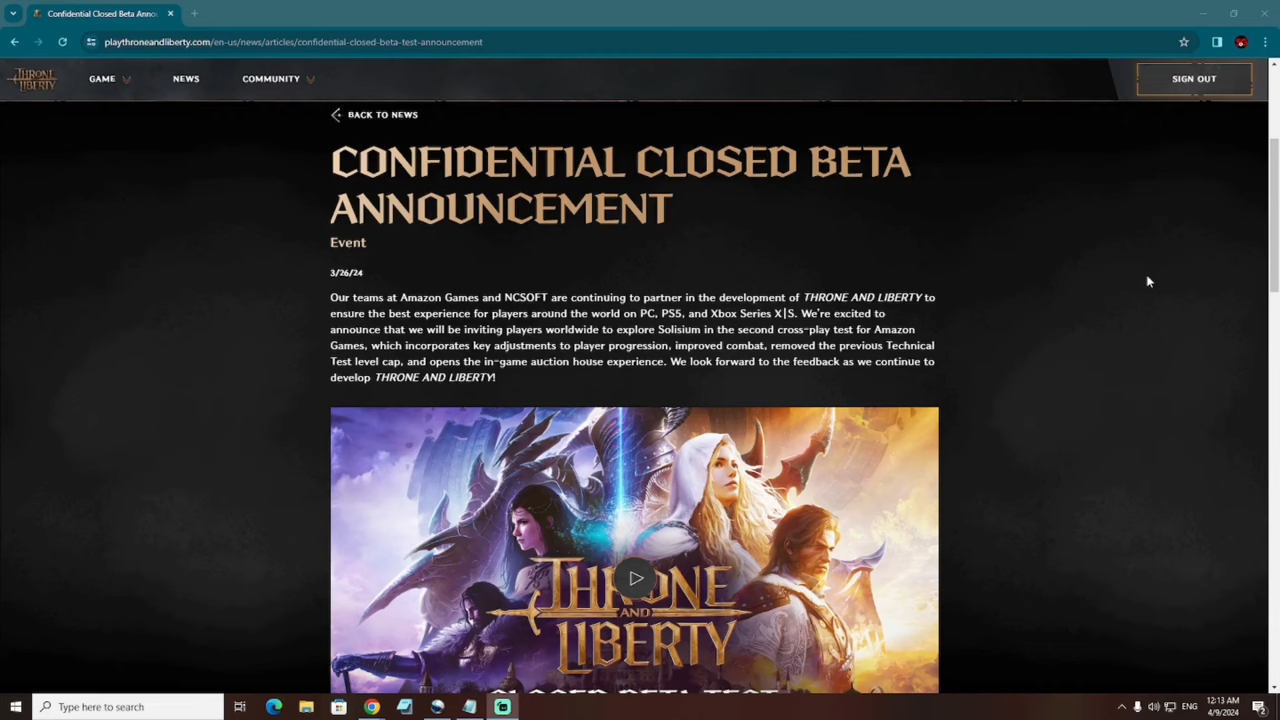 Confidential Closed Beta Anno
playthroneandliberty.com/en-us/news/articles/confidential-closed-beta-test-announcement
THRONE
AND
LIBERTY
GAME
NEWS
COMMUNITY
SIGN OUT
BACK TO NEWS
CONFIDENTIAL CLOSED BETA
ANNOUNCEMENT
Event
3/26/24
Our teams at Amazon Games and NCSOFT are continuing to partner in the development of THRONE AND LIBERTY to
ensure the best experience for players around the world on PC, PS5, and Xbox Series X|S. We're excited to
announce that we will be inviting players worldwide to explore Solisium in the second cross-play test for Amazon
Games, which incorporates key adjustments to player progression, improved combat, removed the previous Technical
Test level cap, and opens the in-game auction house experience. We look forward to the feedback as we continue to
develop THRONE AND LIBERTY!
THRONE
AND
LIBERTY
CLOSED BETA TEST
Type here to search
ENG
12:13 AM
4/9/2024
2